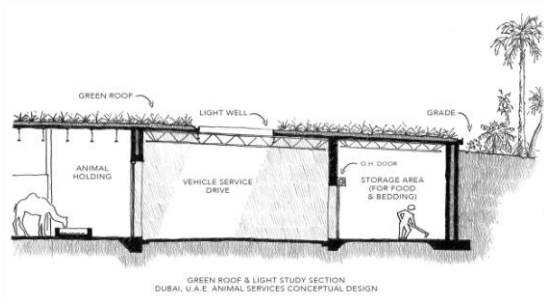 GREEN ROOF
LIGHT WELL
GRADE
O.H. DOOR
ANIMAL
HOLDING
VEHICLE SERVICE
DRIVE
STORAGE AREA
(FOR FOOD
& BEDDING)
GREEN ROOF & LIGHT STUDY SECTION
DUBAI, U.A.E. ANIMAL SERVICES CONCEPTUAL DESIGN